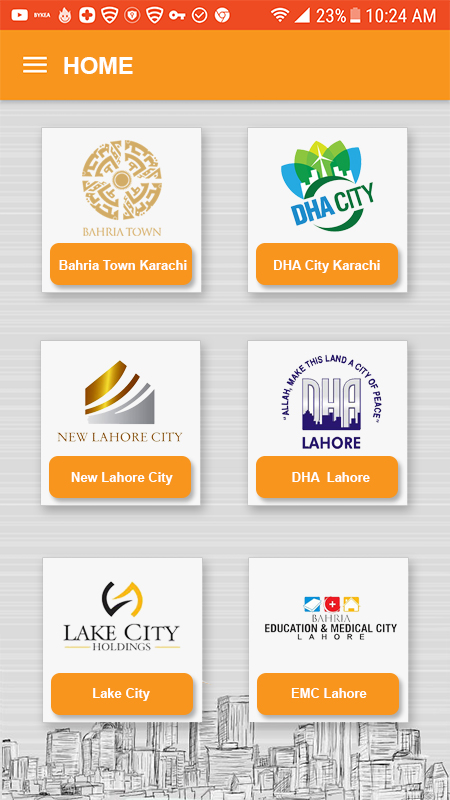 BYKEA
23% 10:24 AM
HOME
BAHRIA TOWN
Bahria Town Karachi
DHA CITY
DHA City Karachi
NEW LAHORE CITY
New Lahore City
"ALLAH, MAKE THIS LAND A CITY OF PEACE"
DHA
LAHORE
DHA Lahore
LAKE CITY
HOLDINGS
Lake City
BAHRIA
EDUCATION & MEDICAL CITY
LAHORE
EMC Lahore